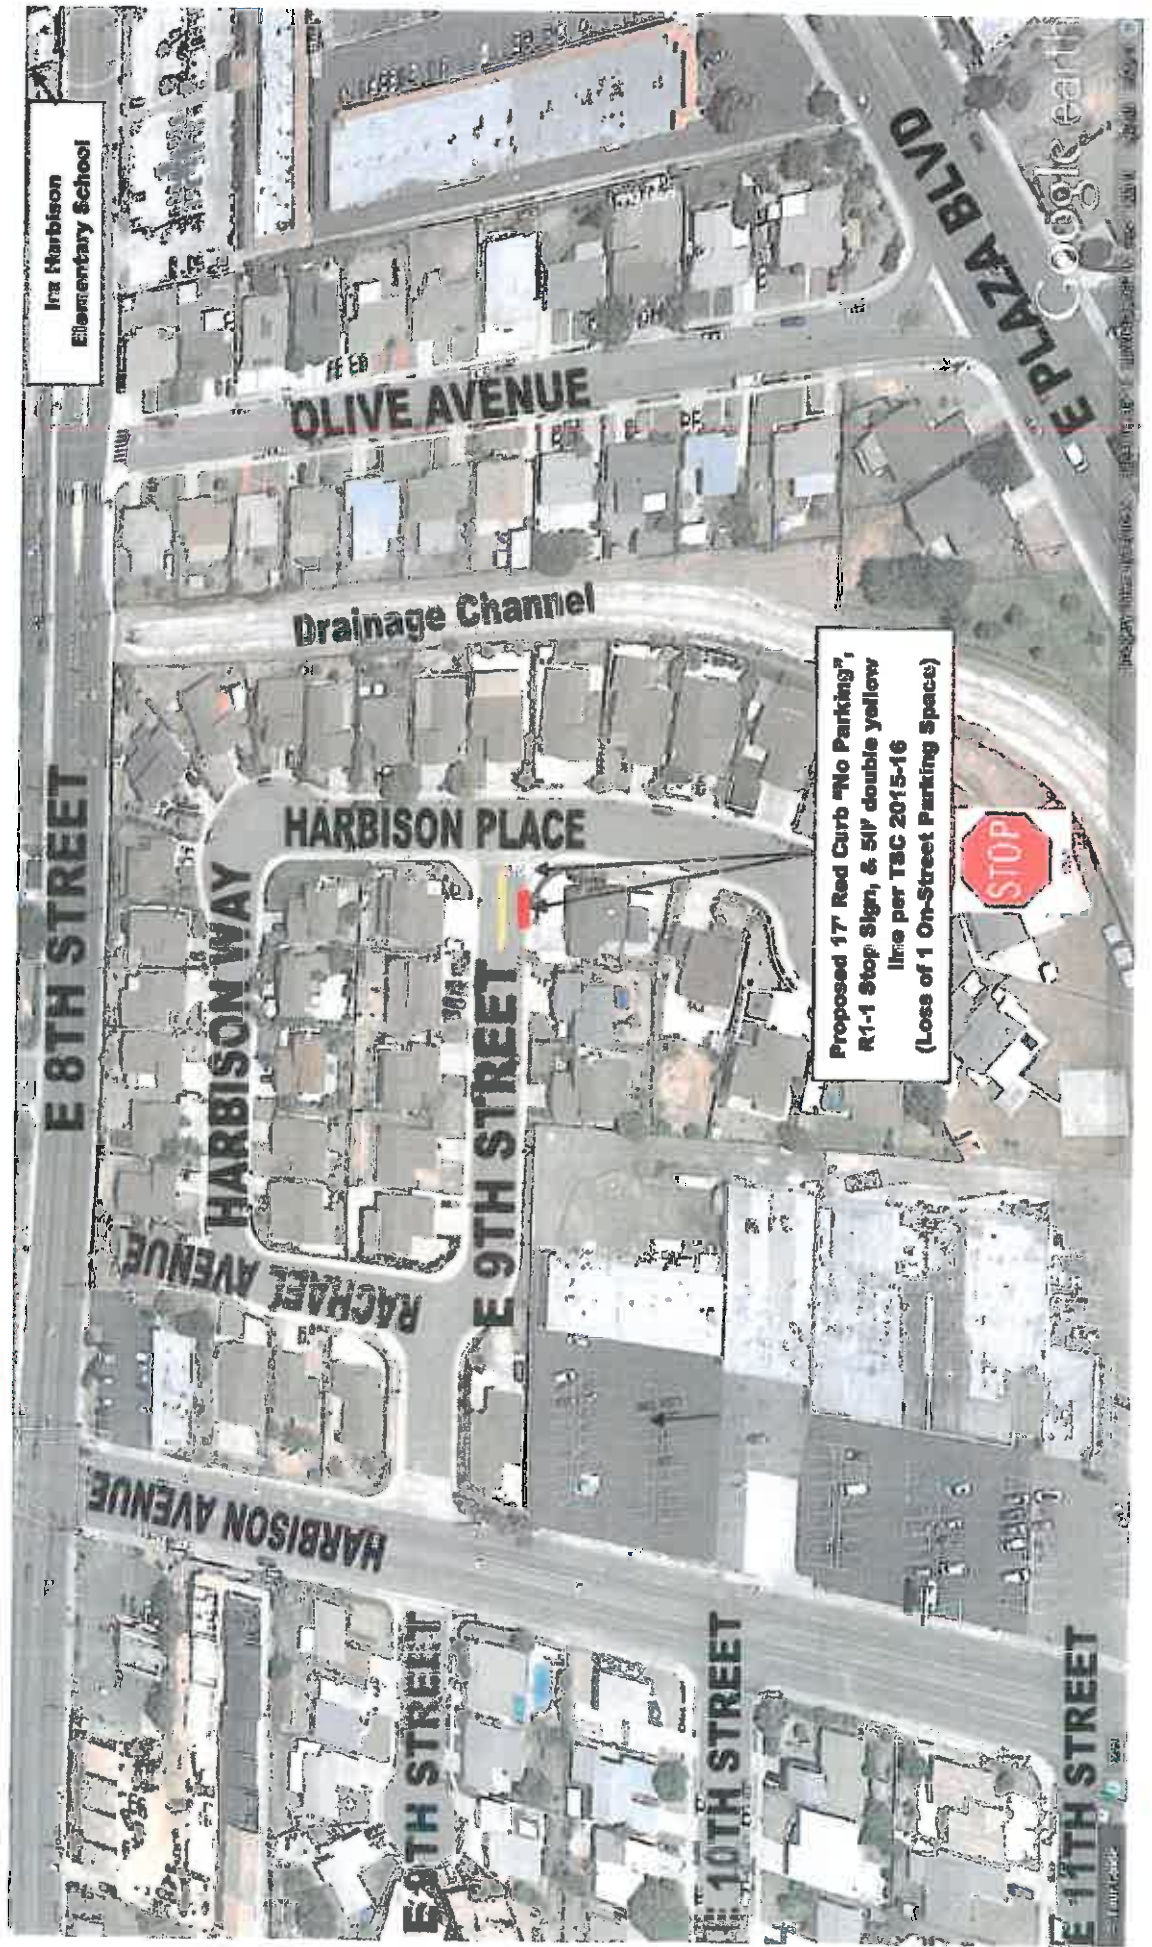 Ira Harbison
Elementary School
E 8TH STREET
OLIVE AVENUE
E PLAZA BLVD
Drainage Channel
HARBISON PLACE
HARBISON WAY
E 9TH STREET
RACHAEL AVENUE
HARBISON AVENUE
E 9TH STREET
E 10TH STREET
E 11TH STREET
Proposed 17' Red Curb "No Parking",
R1-1 Stop Sign, & 50' double yellow
line per TSC 2015-16
(Loss of 1 On-Street Parking Space)
STOP
Google earth